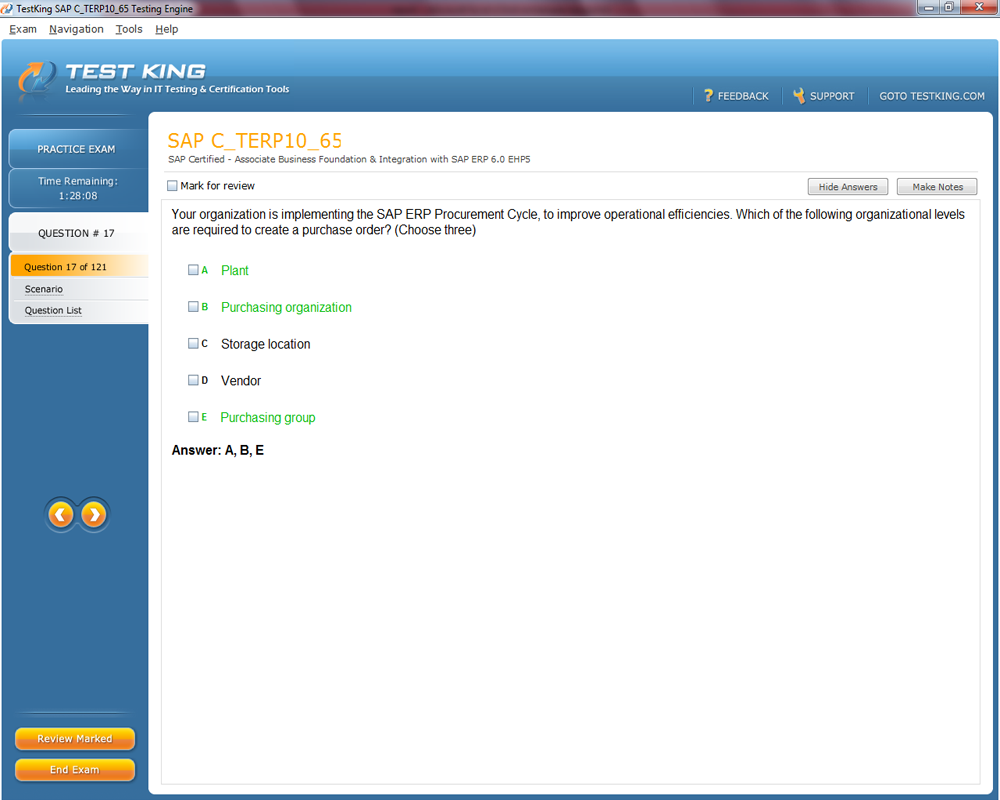 TestKing SAP C_TERP10_65 Testing Engine
Exam Navigation Tools Help
TEST KING
Leading the Way in IT Testing & Certification Tools
? FEEDBACK SUPPORT GOTO TESTKING.COM
PRACTICE EXAM
Time Remaining:
1:28:08
QUESTION # 17
Question 17 of 121
Scenario
Question List
SAP C_TERP10_65
SAP Certified - Associate Business Foundation & Integration with SAP ERP 6.0 EHP5
Mark for review
Hide Answers Make Notes
Your organization is implementing the SAP ERP Procurement Cycle, to improve operational efficiencies. Which of the following organizational levels
are required to create a purchase order? (Choose three)
A Plant
B Purchasing organization
C Storage location
D Vendor
E Purchasing group
Answer: A, B, E
Review Marked
End Exam